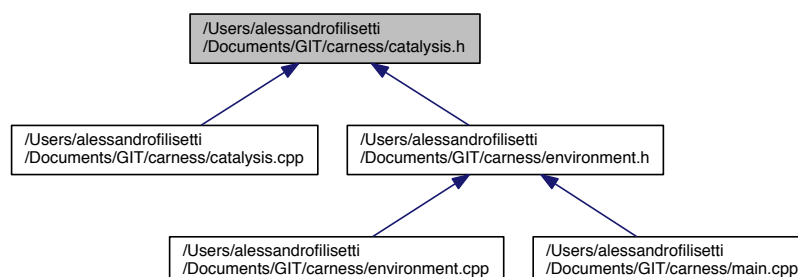 /Users/alessandrofilisetti
/Documents/GIT/carness/catalysis.h
/Users/alessandrofilisetti
/Documents/GIT/carness/catalysis.cpp
/Users/alessandrofilisetti
/Documents/GIT/carness/environment.h
/Users/alessandrofilisetti
/Documents/GIT/carness/environment.cpp
/Users/alessandrofilisetti
/Documents/GIT/carness/main.cpp